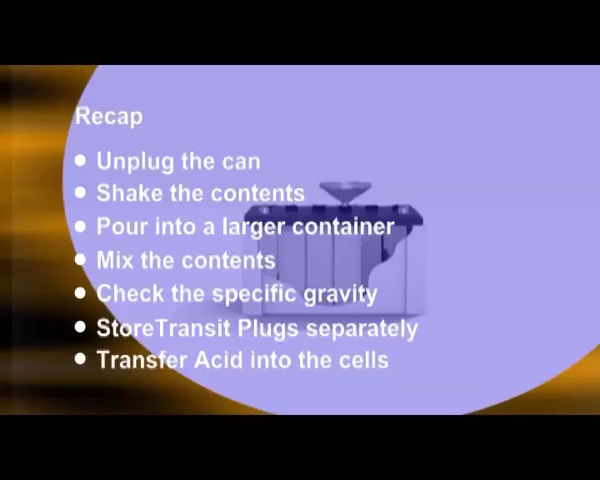 Recap
• Unplug the can
• Shake the contents
• Pour into a larger container
• Mix the contents
• Check the specific gravity
• StoreTransit Plugs separately
• Transfer Acid into the cells